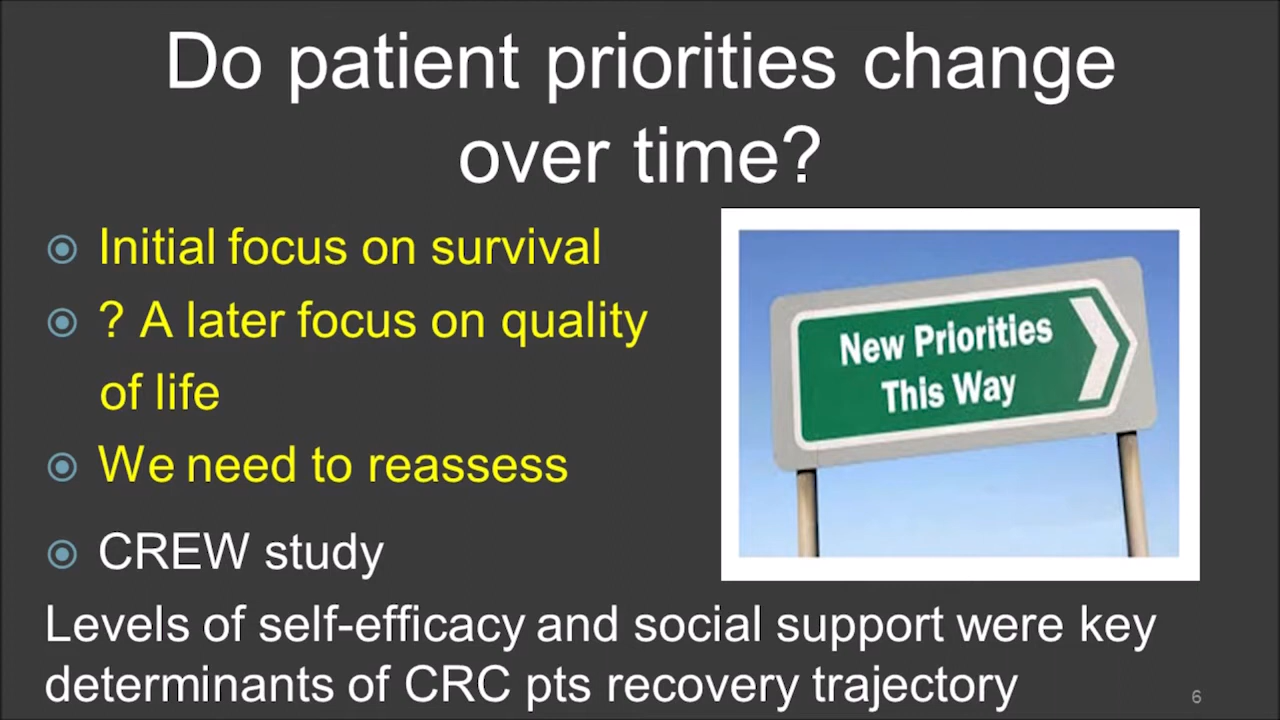 Do patient priorities change
over time?
Initial focus on survival
? A later focus on quality
of life
We need to reassess
CREW study
New Priorities
This Way
Levels of self-efficacy and social support were key
determinants of CRC pts recovery trajectory
6